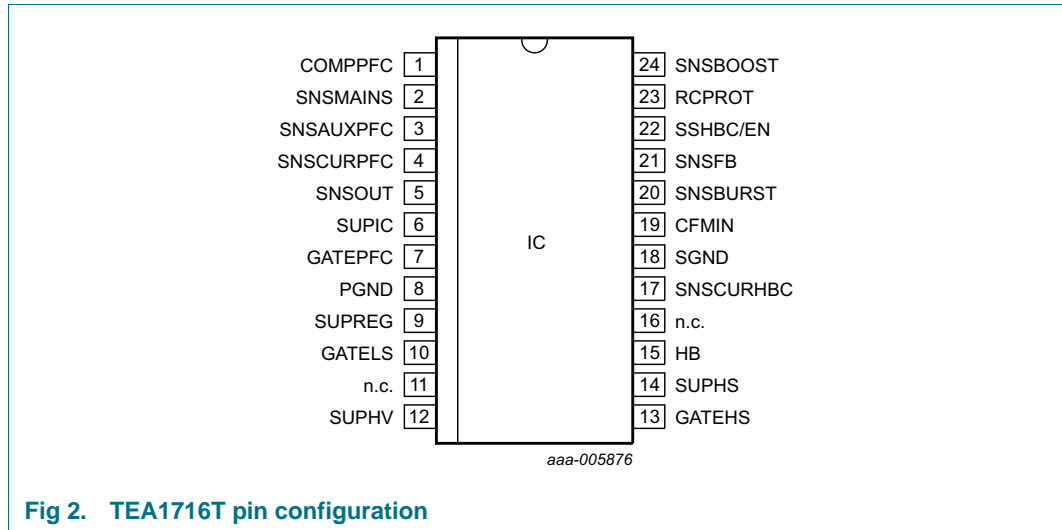 COMPPFC 1
SNSMAINS 2
SNSAUXPFC 3
SNSCURPFC 4
SNSOUT 5
SUPIC 6
GATEPFC 7
PGND 8
SUPREG 9
GATELS 10
n.c. 11
SUPHV 12
IC
24 SNSBOOST
23 RCPROT
22 SSHBC/EN
21 SNSFB
20 SNSBURST
19 CFMIN
18 SGND
17 SNSCURHBC
16 n.c.
15 HB
14 SUPHS
13 GATEHS
aaa-005876
Fig 2. TEA1716T pin configuration